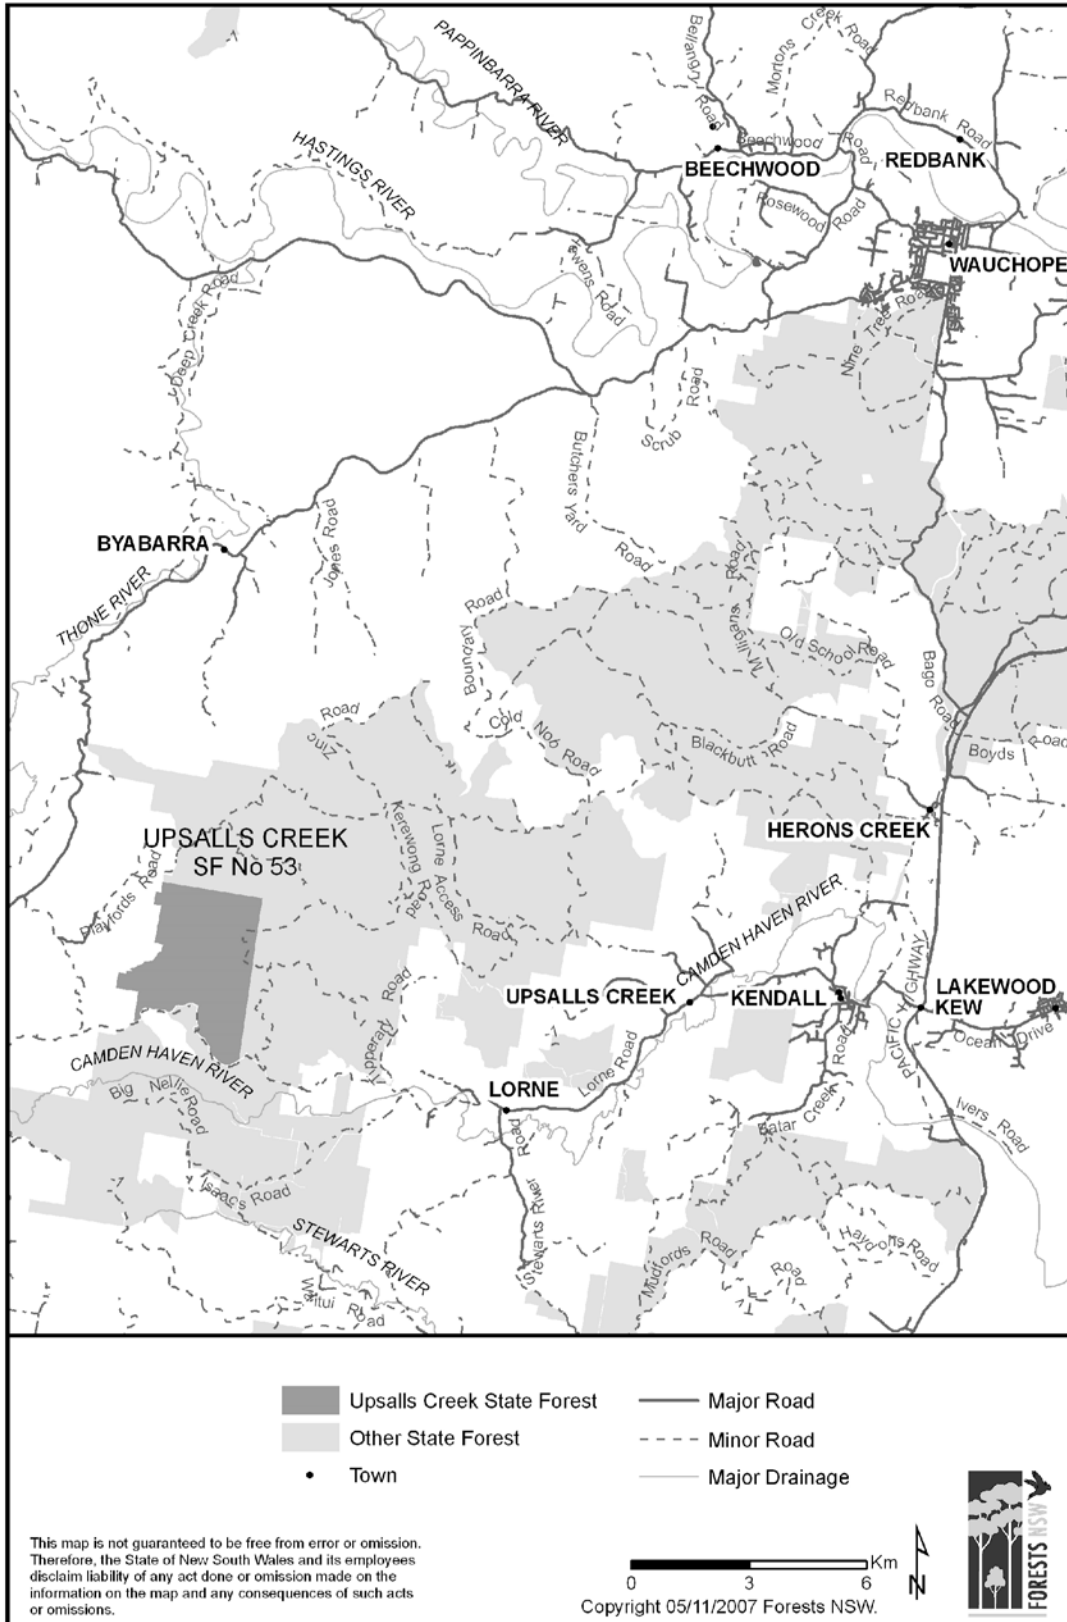 PAPPINBARRA RIVER
Bellangry Road
Mortons Creek Road
Redbank Road
Beechwood Road
HASTINGS RIVER
BEECHWOOD
REDBANK
Rosewood Road
WAUCHOPE
Deep Creek Road
Nine Tree Road
Scrub Road
Butchers Yard Road
Jones Road
BYABARRA
THONE RIVER
Boundary Road
Milligans Road
Old School Road
Bago Road
Zinc Road
Cold Nob Road
Blackbutt Road
Boyds Road
HERONS CREEK
UPSALLS CREEK
SF No 53
Kerewong Road
Lorne Access Road
Playfords Road
CAMDEN HAVEN RIVER
PACIFIC HIGHWAY
UPSALLS CREEK
KENDALL
LAKEWOOD
KEW
Ocean Drive
Tipperary Road
Lorne Road
CAMDEN HAVEN RIVER
Big Nellie Road
LORNE
Batar Creek Road
Ivers Road
Isaacs Road
Stewarts River Road
STEWARTS RIVER
Waitui Road
Mudfords Road
Haydons Road
Road
Upsalls Creek State Forest
Other State Forest
Town
Major Road
Minor Road
Major Drainage
This map is not guaranteed to be free from error or omission.
Therefore, the State of New South Wales and its employees
disclaim liability of any act done or omission made on the
information on the map and any consequences of such acts
or omissions.
Km
0 3 6
Copyright 05/11/2007 Forests NSW.
N
FORESTS NSW